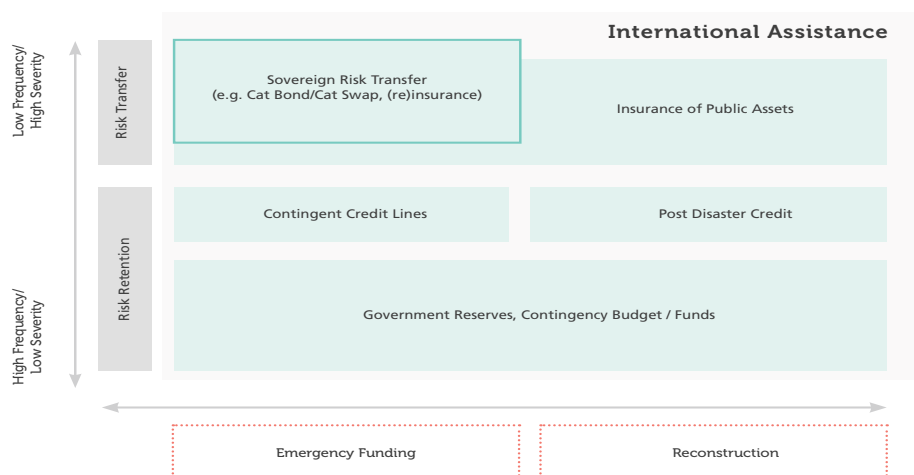 International Assistance
Low Frequency/
High Severity
Risk Transfer
Sovereign Risk Transfer
(e.g. Cat Bond/Cat Swap, (re)insurance)
Insurance of Public Assets
Contingent Credit Lines
Post Disaster Credit
Risk Retention
High Frequency/
Low Severity
Government Reserves, Contingency Budget / Funds
Emergency Funding
Reconstruction